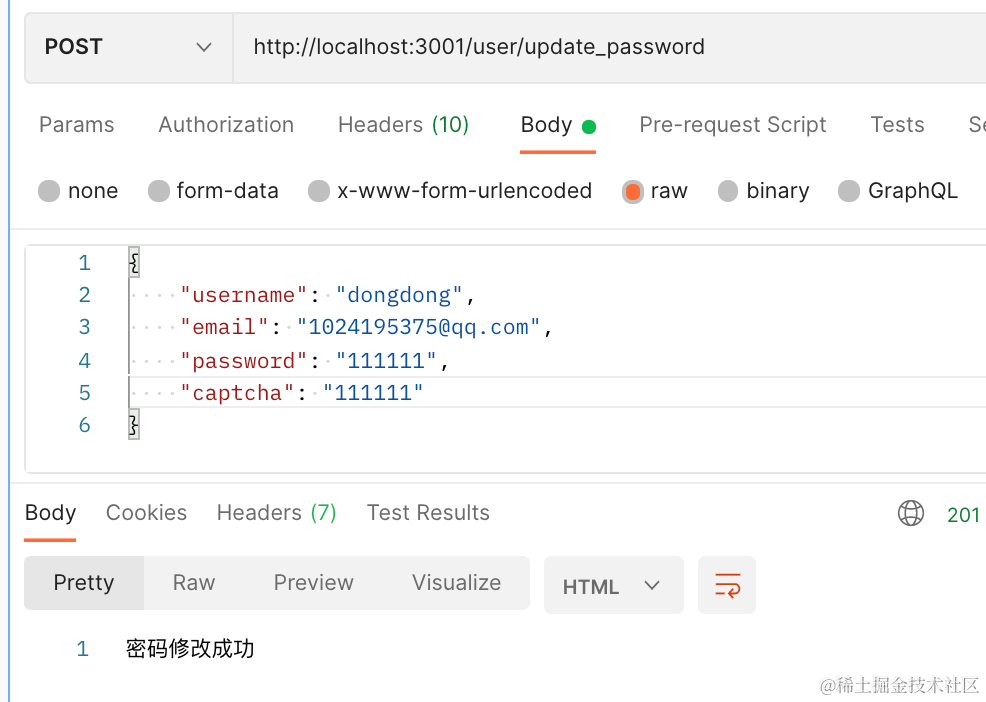 POST http://localhost:3001/user/update_password
Params Authorization Headers (10) Body Pre-request Script Tests Se
none form-data x-www-form-urlencoded raw binary GraphQL
1 {
2 "username": "dongdong",
3 "email": "1024195375@qq.com",
4 "password": "111111",
5 "captcha": "111111"
6 }
Body Cookies Headers (7) Test Results 201
Pretty Raw Preview Visualize HTML
1 密码修改成功
@稀土掘金技术社区